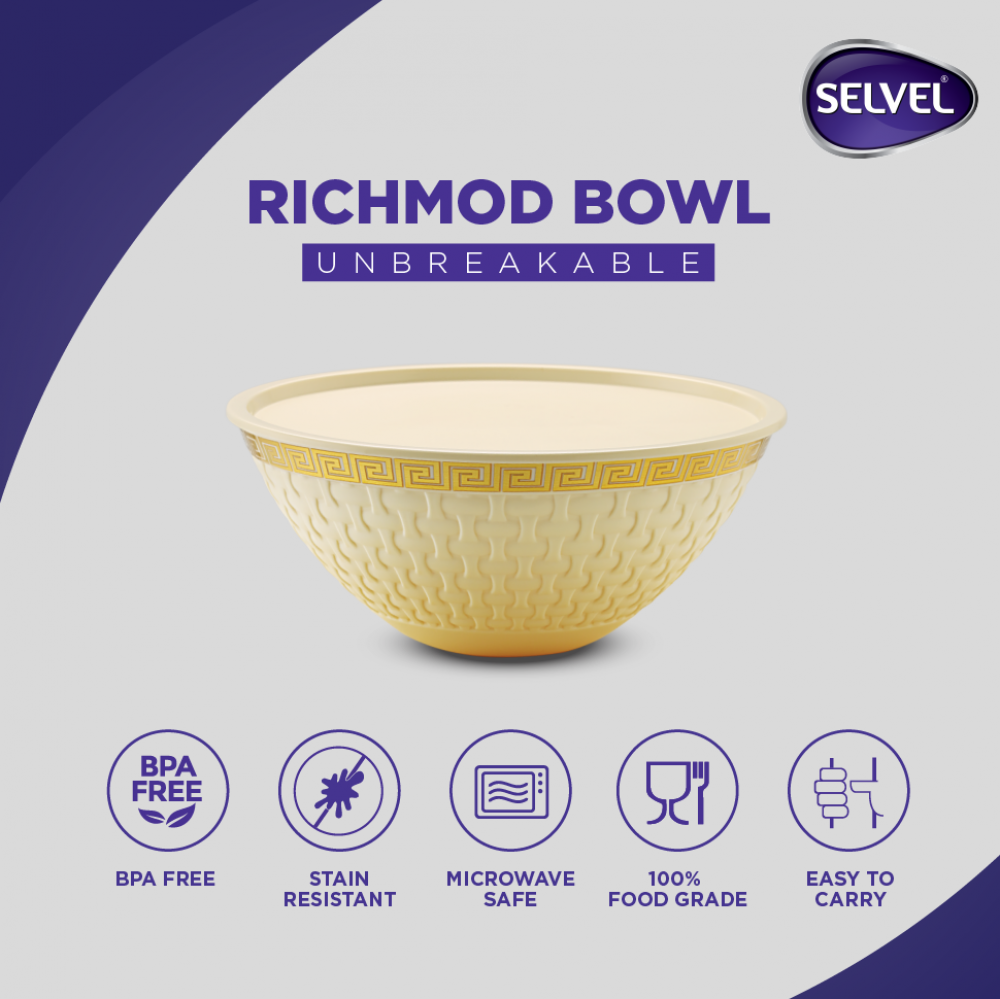 SELVEL®
RICHMOD BOWL
UNBREAKABLE
BPA
FREE
BPA FREE
STAIN
RESISTANT
MICROWAVE
SAFE
100%
FOOD GRADE
EASY TO
CARRY